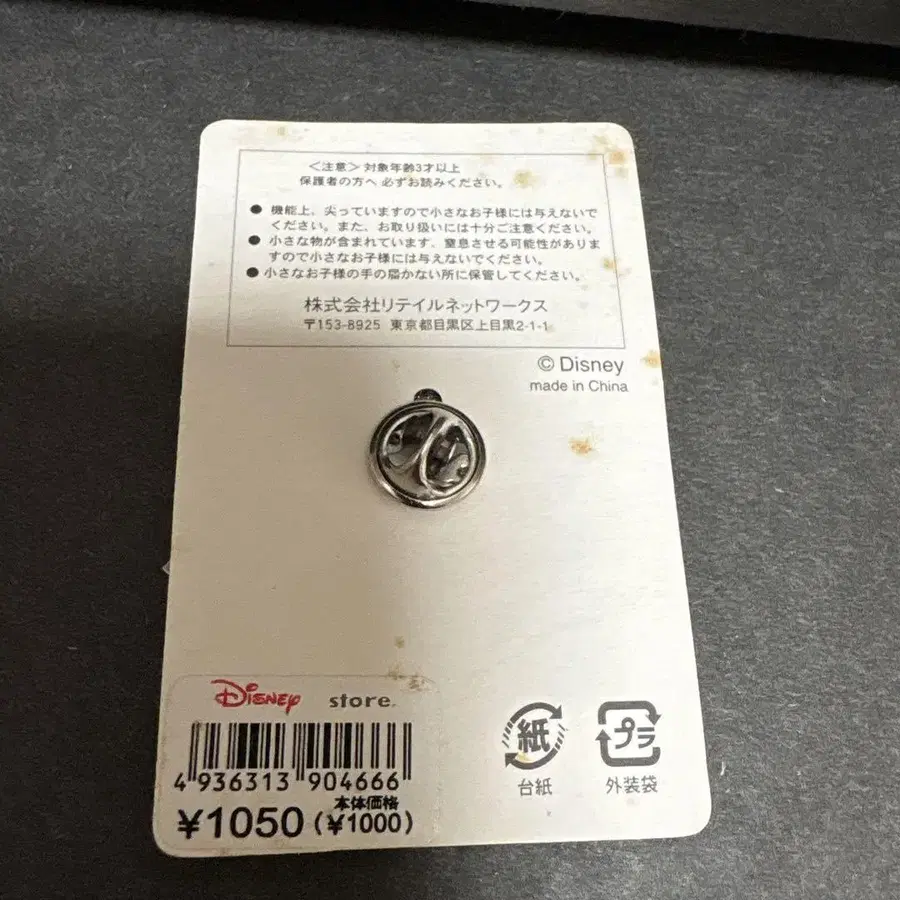 ＜注意＞対象年齢3才以上
保護者の方へ 必ずお読みください。
● 機能上、尖っていますので小さなお子様には与えないで
ください。また、お取り扱いには十分ご注意ください。
● 小さな物が含まれています。窒息させる可能性がありま
すので小さなお子様には与えないでください。
● 小さなお子様の手の届かない所に保管してください。
株式会社リテイルネットワークス
〒153-8925 東京都目黒区上目黒2-1-1
© Disney
made in China
Disney store
紙 プラ
台紙 外装袋
4 936313 904666
本体価格
¥1050 (¥1000)